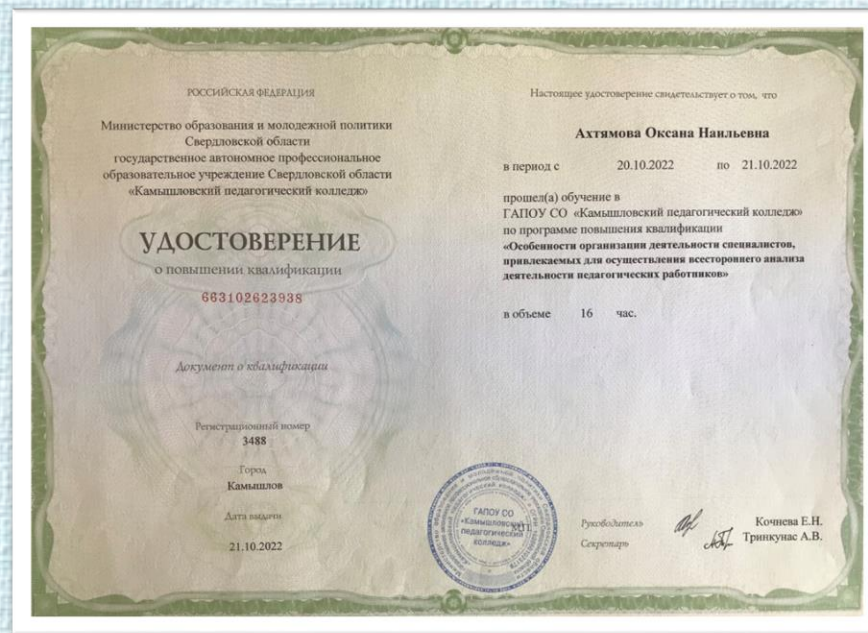 РОССИЙСКАЯ ФЕДЕРАЦИЯ
Министерство образования и молодежной политики
Свердловской области
государственное автономное профессиональное
образовательное учреждение Свердловской области
«Камышловский педагогический колледж»
УДОСТОВЕРЕНИЕ
о повышении квалификации
663102623938
Документ о квалификации
Регистрационный номер
3488
Город
Камышлов
Дата выдачи
21.10.2022
Настоящее удостоверение свидетельствует о том, что
Ахтямова Оксана Наильевна
в период с 20.10.2022 по 21.10.2022
прошел(а) обучение в
ГАПОУ СО «Камышловский педагогический колледж»
по программе повышения квалификации
«Особенности организации деятельности специалистов,
привлекаемых для осуществления всестороннего анализа
деятельности педагогических работников»
в объеме 16 час.
ГАПОУ СО
«Камышловский
педагогический
колледж»
М.П.
Руководитель Кочнева Е.Н.
Секретарь Тринкунас А.В.